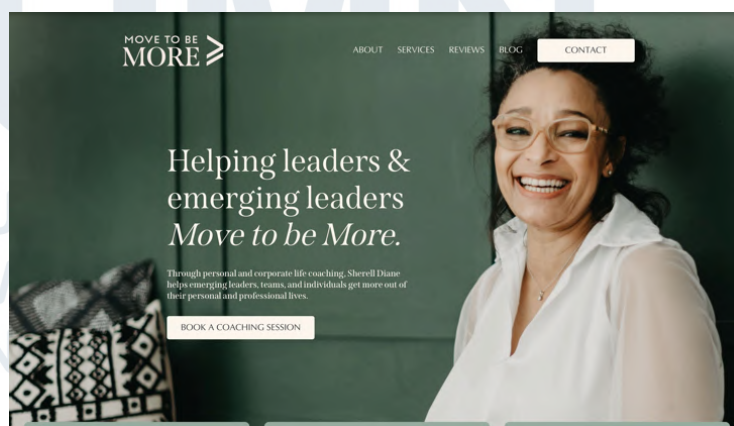 MOVE TO BE
MORE
ABOUT SERVICES REVIEWS BLOG CONTACT
Helping leaders &
emerging leaders
Move to be More.
Through personal and corporate life coaching, Sherell Diane
helps emerging leaders, teams, and individuals get more out of
their personal and professional lives.
BOOK A COACHING SESSION